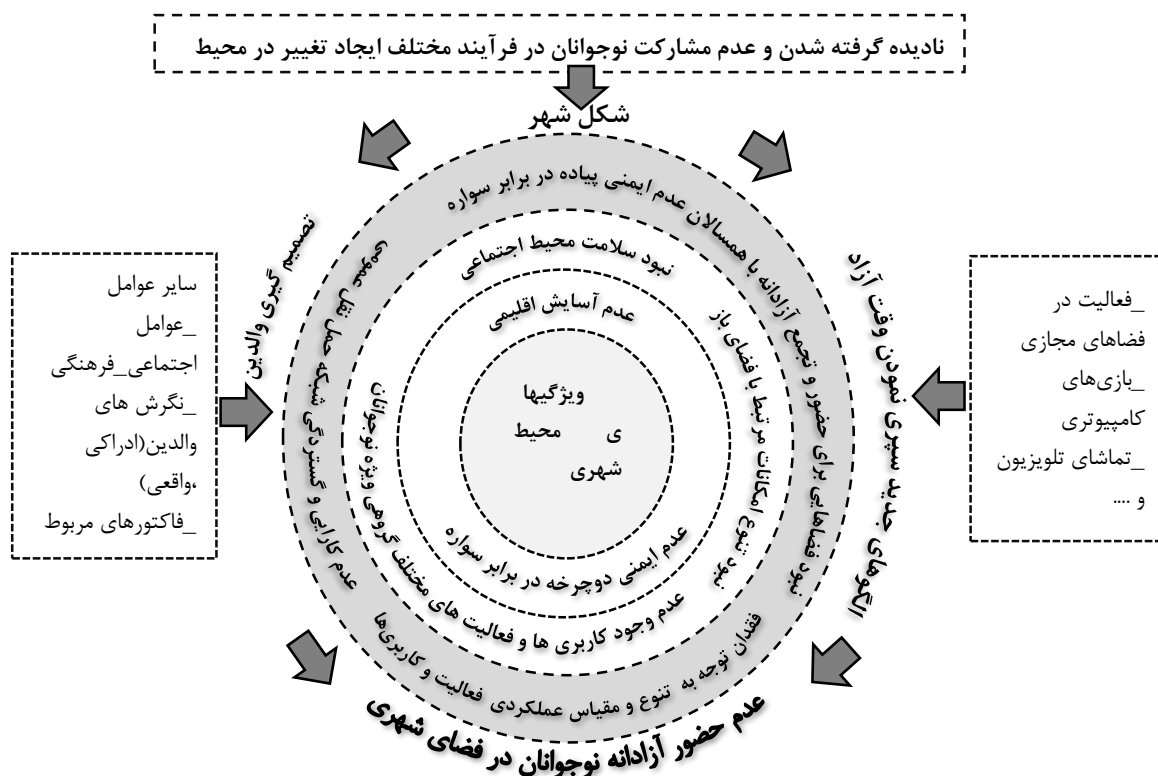 نادیده گرفته شدن و عدم مشارکت نوجوانان در فرآیند مختلف ایجاد تغییر در محیط
شکل شهر
عدم ایمنی پیاده در برابر سواره
نبود فضاهایی برای حضور و تجمع آزادانه با همسالان
فقدان توجه به تنوع و مقیاس عملکردی فعالیت و کاربری‌ها
عدم کارایی و گستردگی شبکه حمل نقل عمومی
نبود سلامت محیط اجتماعی
نبود تنوع امکانات مرتبط با فضای باز
عدم وجود کاربری ها و فعالیت های مختلف گروهی ویژه نوجوانان
عدم آسایش اقلیمی
عدم ایمنی دوچرخه در برابر سواره
ویژگیها
ی محیط
شهری
الگوهای جدید سپری نمودن وقت آزاد
_فعالیت در
فضاهای مجازی
_بازی‌های
کامپیوتری
_تماشای تلویزیون
و ....
تصمیم گیری والدین
سایر عوامل
_عوامل
اجتماعی_فرهنگی
_نگرش های
والدین(ادراکی
،واقعی)
_فاکتورهای مربوط
عدم حضور آزادانه نوجوانان در فضای شهری